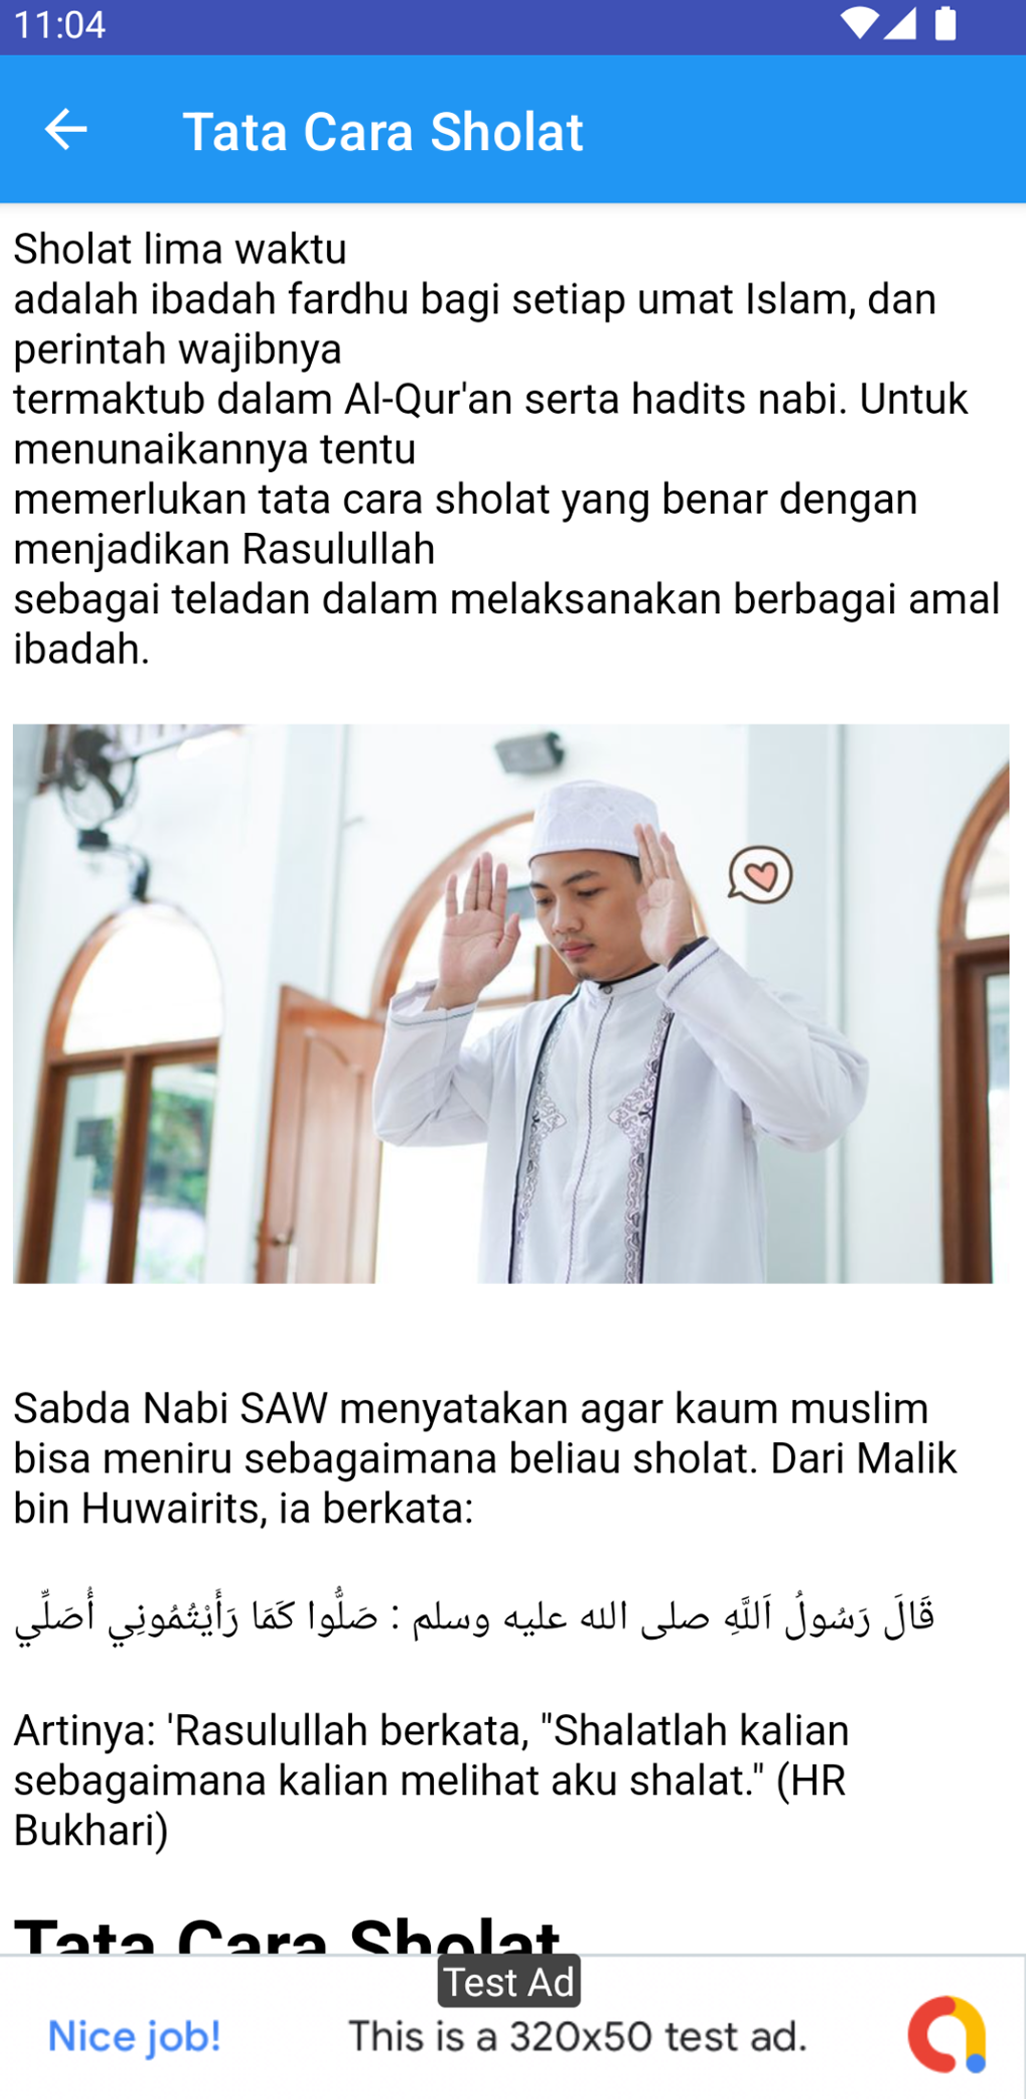 11:04
Tata Cara Sholat
Sholat lima waktu
adalah ibadah fardhu bagi setiap umat Islam, dan
perintah wajibnya
termaktub dalam Al-Qur'an serta hadits nabi. Untuk
menunaikannya tentu
memerlukan tata cara sholat yang benar dengan
menjadikan Rasulullah
sebagai teladan dalam melaksanakan berbagai amal
ibadah.
Sabda Nabi SAW menyatakan agar kaum muslim
bisa meniru sebagaimana beliau sholat. Dari Malik
bin Huwairits, ia berkata:
قَالَ رَسُولُ اَللَّهِ صلى الله عليه وسلم : صَلُّوا كَمَا رَأَيْتُمُونِي أُصَلِّي
Artinya: 'Rasulullah berkata, "Shalatlah kalian
sebagaimana kalian melihat aku shalat." (HR
Bukhari)
Tata Cara Sholat
Test Ad
Nice job!
This is a 320x50 test ad.